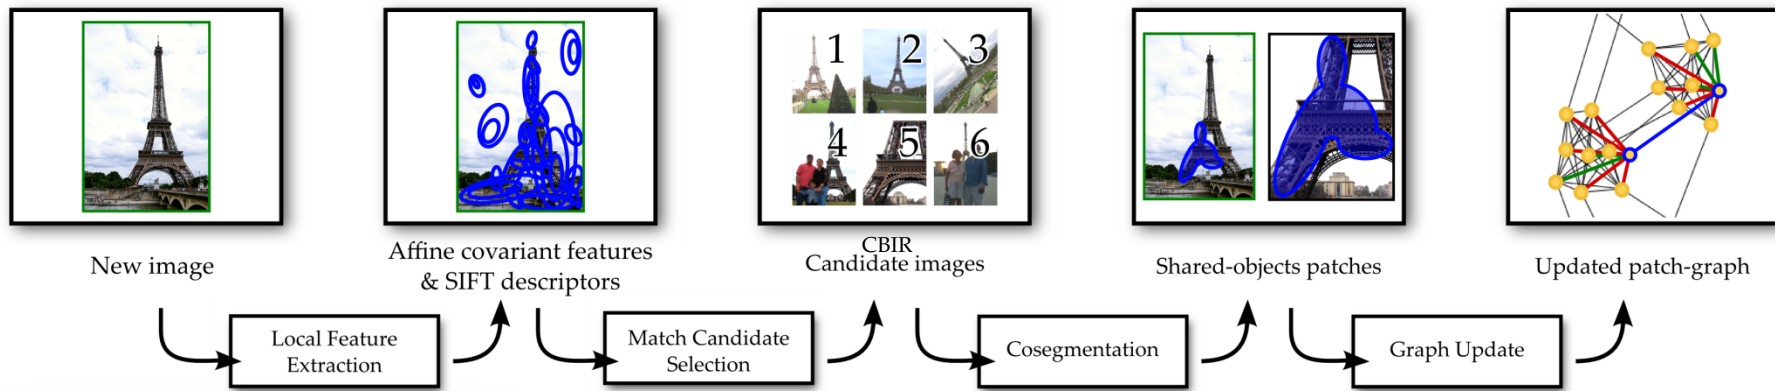 1 2 3
4 5 6
New image
Affine covariant features
& SIFT descriptors
CBIR
Candidate images
Shared-objects patches
Updated patch-graph
Local Feature
Extraction
Match Candidate
Selection
Cosegmentation
Graph Update